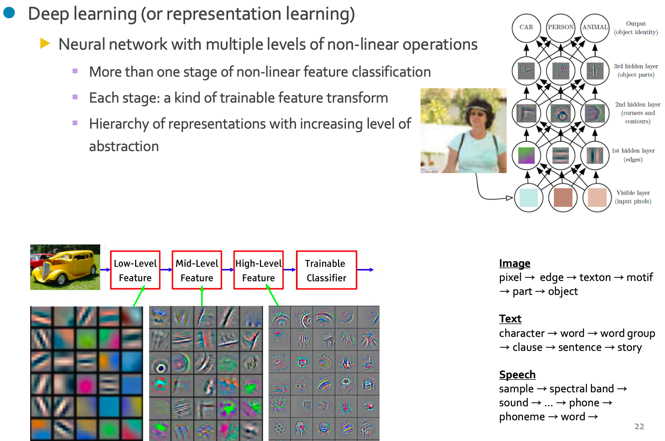 Deep learning (or representation learning)
Neural network with multiple levels of non-linear operations
More than one stage of non-linear feature classification
Each stage: a kind of trainable feature transform
Hierarchy of representations with increasing level of
abstraction
CAR PERSON ANIMAL
Output
(object identity)
3rd hidden layer
(object parts)
2nd hidden layer
(corners and
contours)
1st hidden layer
(edges)
Visible layer
(input pixels)
Low-Level
Feature
Mid-Level
Feature
High-Level
Feature
Trainable
Classifier
Image
pixel → edge → texton → motif
→ part → object
Text
character → word → word group
→ clause → sentence → story
Speech
sample → spectral band →
sound → ... → phone →
phoneme → word →
22